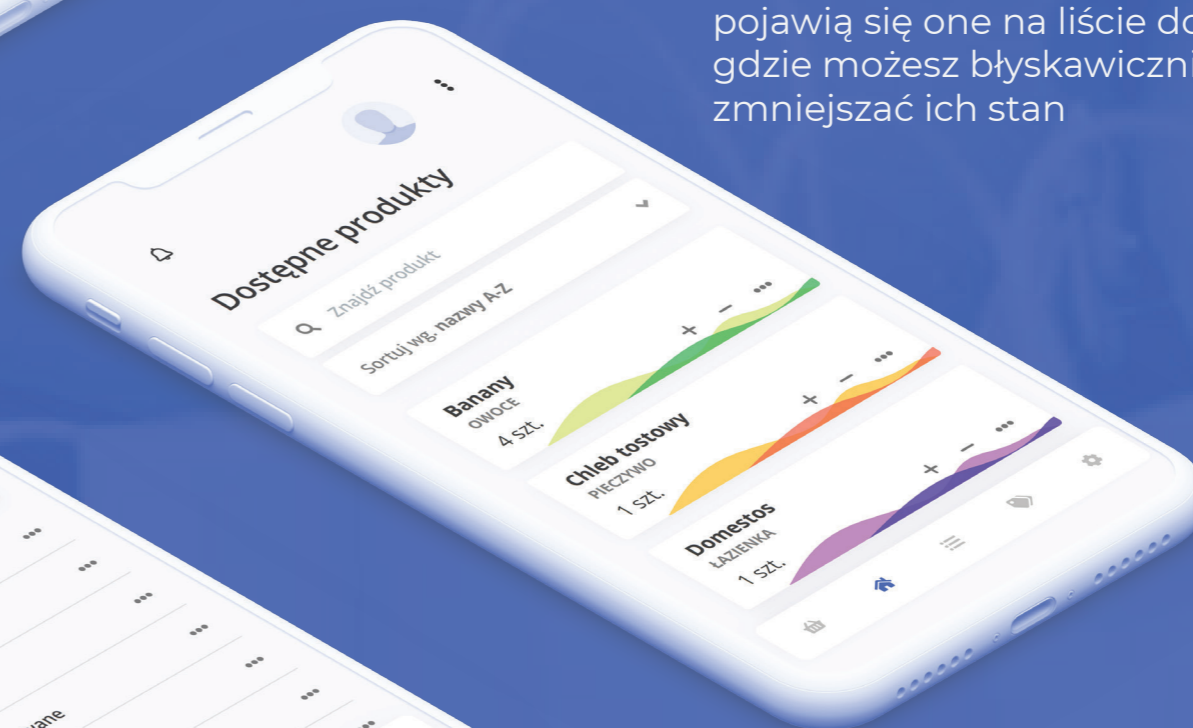 pojawią się one na liście do
gdzie możesz błyskawiczni
zmniejszać ich stan
Dostępne produkty
Znajdź produkt
Sortuj wg. nazwy A-Z
Banany
OWOCE
4 szt.
Chleb tostowy
PIECZYWO
1 szt.
Domestos
ŁAZIENKA
1 szt.